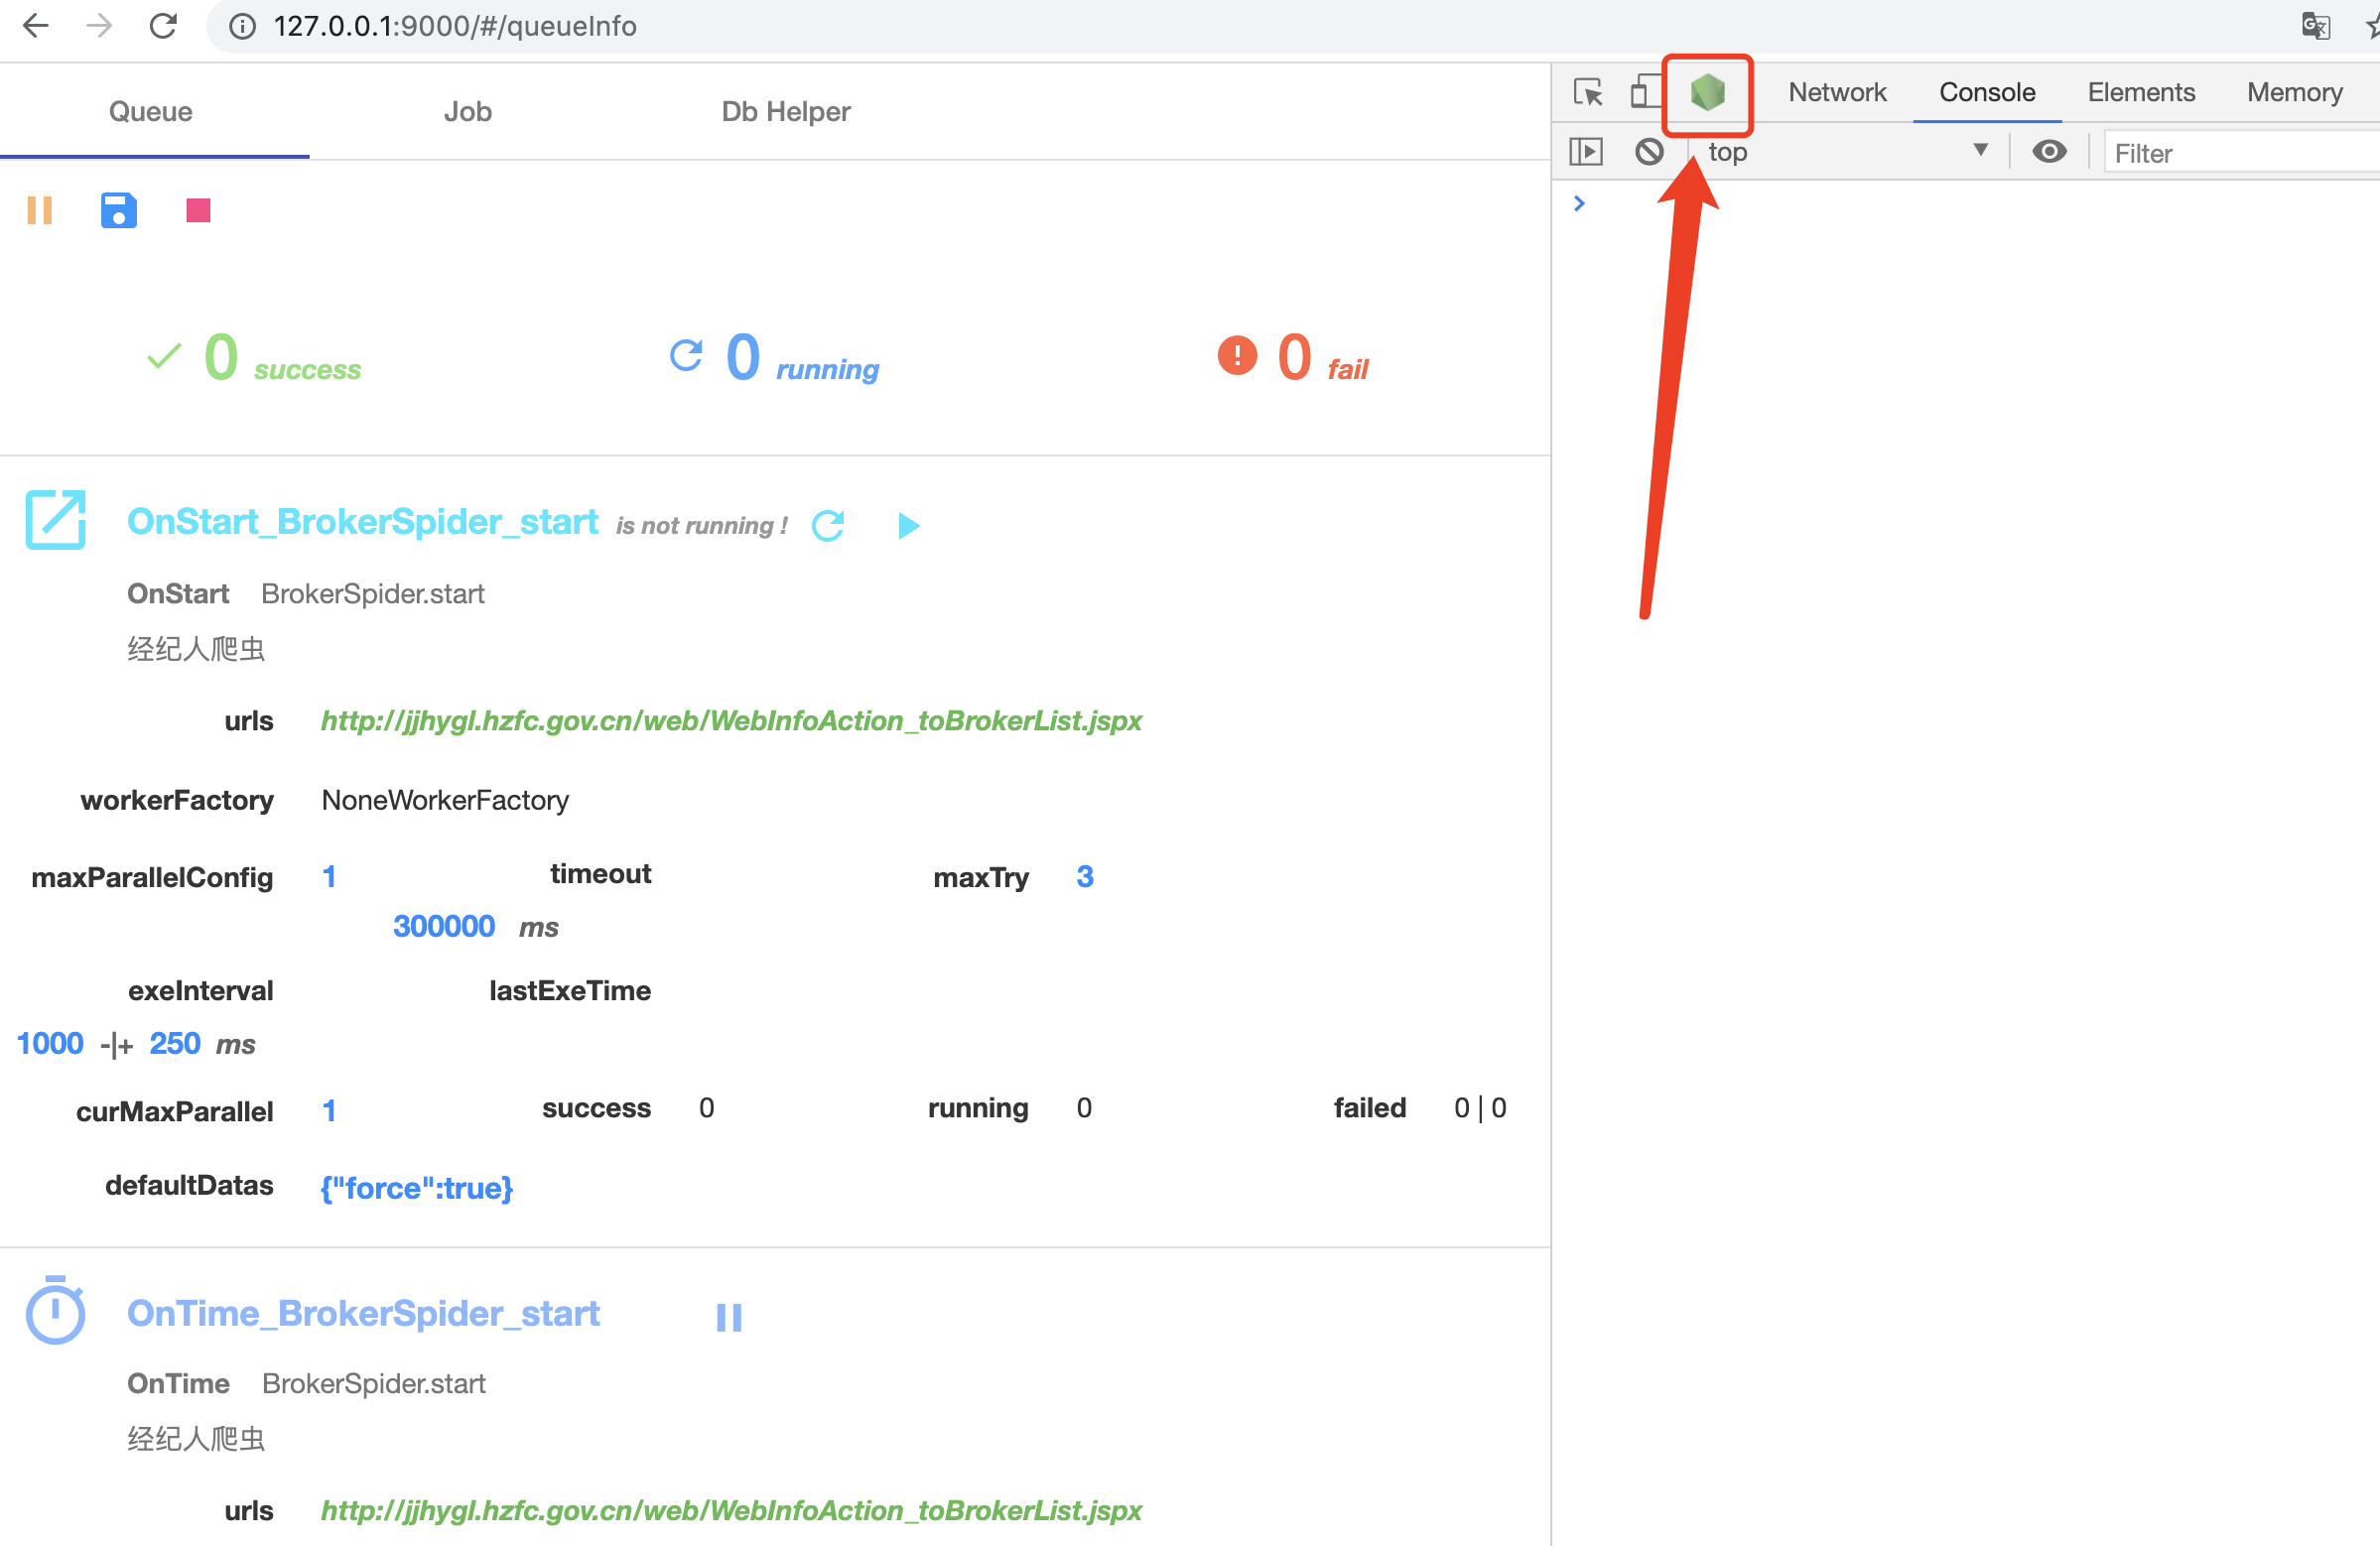 127.0.0.1:9000/#/queueInfo
Queue Job Db Helper
Network Console Elements Memory
top Filter
0 success 0 running 0 fail
OnStart_BrokerSpider_start is not running !
OnStart BrokerSpider.start
经纪人爬虫
urls http://jjhygl.hzfc.gov.cn/web/WebInfoAction_toBrokerList.jspx
workerFactory NoneWorkerFactory
maxParallelConfig 1 timeout maxTry 3
300000 ms
exeInterval lastExeTime
1000 -|+ 250 ms
curMaxParallel 1 success 0 running 0 failed 0 | 0
defaultDatas {"force":true}
OnTime_BrokerSpider_start
OnTime BrokerSpider.start
经纪人爬虫
urls http://jjhygl.hzfc.gov.cn/web/WebInfoAction_toBrokerList.jspx